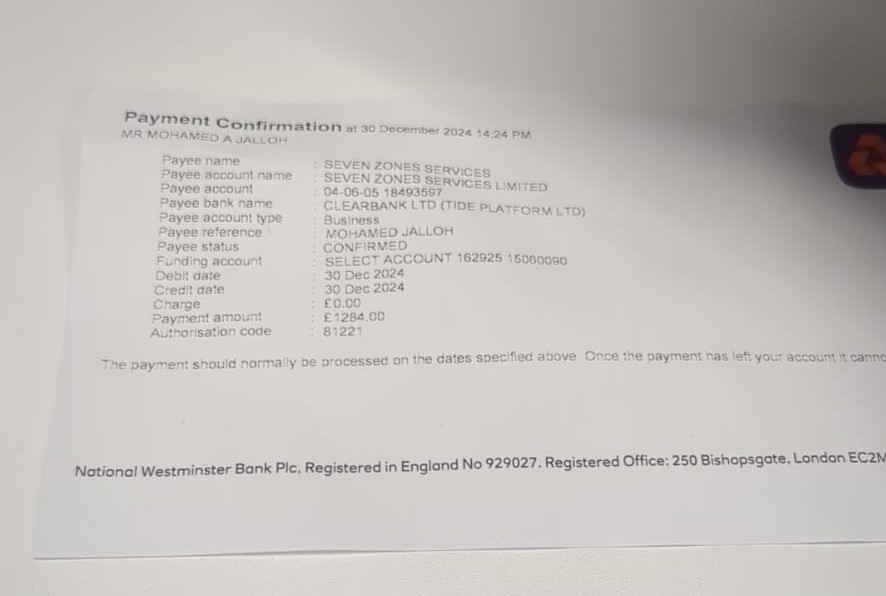 Payment Confirmation at 30 December 2024 14:24 PM
MR MOHAMED A JALLOH
Payee name : SEVEN ZONES SERVICES
Payee account name : SEVEN ZONES SERVICES LIMITED
Payee account : 04-06-05 18493597
Payee bank name : CLEARBANK LTD (TIDE PLATFORM LTD)
Payee account type : Business
Payee reference : MOHAMED JALLOH
Payee status : CONFIRMED
Funding account : SELECT ACCOUNT 162925 15060090
Debit date : 30 Dec 2024
Credit date : 30 Dec 2024
Charge : £0.00
Payment amount : £1284.00
Authorisation code : 81221
The payment should normally be processed on the dates specified above. Once the payment has left your account it
National Westminster Bank Plc, Registered in England No 929027. Registered Office: 250 Bishopsgate, London